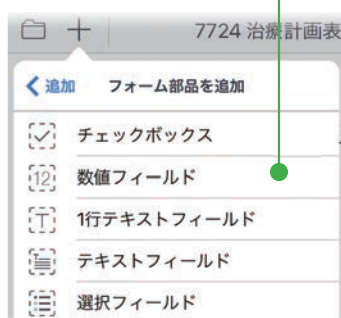 7724 治療計画表
追加 フォーム部品を追加
チェックボックス
12 数値フィールド
T 1行テキストフィールド
テキストフィールド
選択フィールド